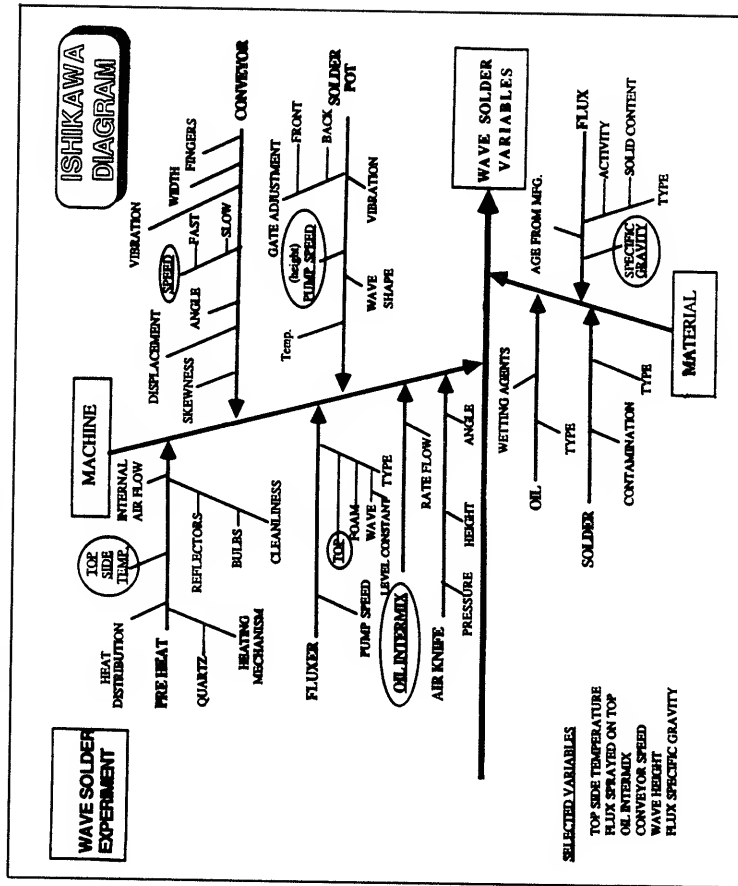 WAVE SOLDER
EXPERIMENT
ISHIKAWA
DIAGRAM
MACHINE
HEAT
DISTRIBUTION
TOP
SIDE
TEMP.
INTERNAL
AIR FLOW
PRE HEAT
QUARTZ
HEATING
MECHANISM
REFLECTORS
BULBS
CLEANLINESS
SKEWNESS
DISPLACEMENT
ANGLE
SPEED
FAST
SLOW
VIBRATION
WIDTH
FINGERS
CONVEYOR
FLUXER
PUMP SPEED
TOP
FOAM
WAVE
LEVEL CONSTANT
TYPE
Temp.
WAVE
SHAPE
(height)
PUMP SPEED
GATE ADJUSTMENT
FRONT
BACK
VIBRATION
SOLDER
POT
OIL INTERMIX
RATE FLOW
AIR KNIFE
PRESSURE
HEIGHT
ANGLE
WAVE SOLDER
VARIABLES
WETTING AGENTS
OIL
TYPE
AGE FROM MFG.
FLUX
SPECIFIC
GRAVITY
ACTIVITY
SOLID CONTENT
TYPE
SOLDER
CONTAMINATION
TYPE
MATERIAL
SELECTED VARIABLES
TOP SIDE TEMPERATURE
FLUX SPRAYED ON TOP
OIL INTERMIX
CONVEYOR SPEED
WAVE HEIGHT
FLUX SPECIFIC GRAVITY